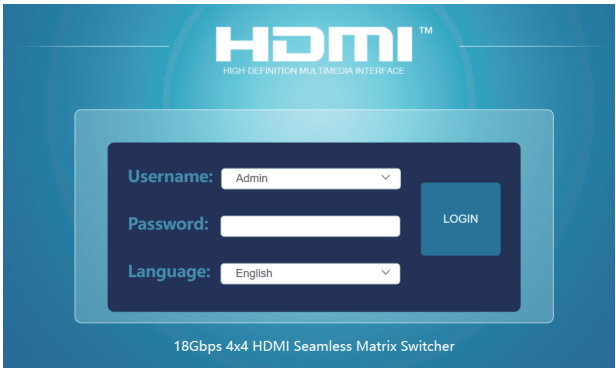 HDMI™
HIGH-DEFINITION MULTIMEDIA INTERFACE
Username: Admin
Password:
LOGIN
Language: English
18Gbps 4x4 HDMI Seamless Matrix Switcher